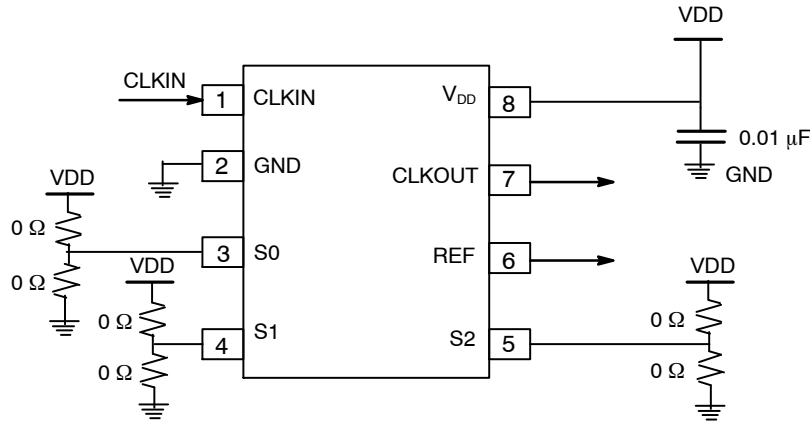 VDD
CLKIN
1
CLKIN
V_DD
8
0.01 μF
2
GND
CLKOUT
7
GND
VDD
0 Ω
3
S0
REF
6
0 Ω
VDD
VDD
0 Ω
4
S1
S2
5
0 Ω
0 Ω
0 Ω